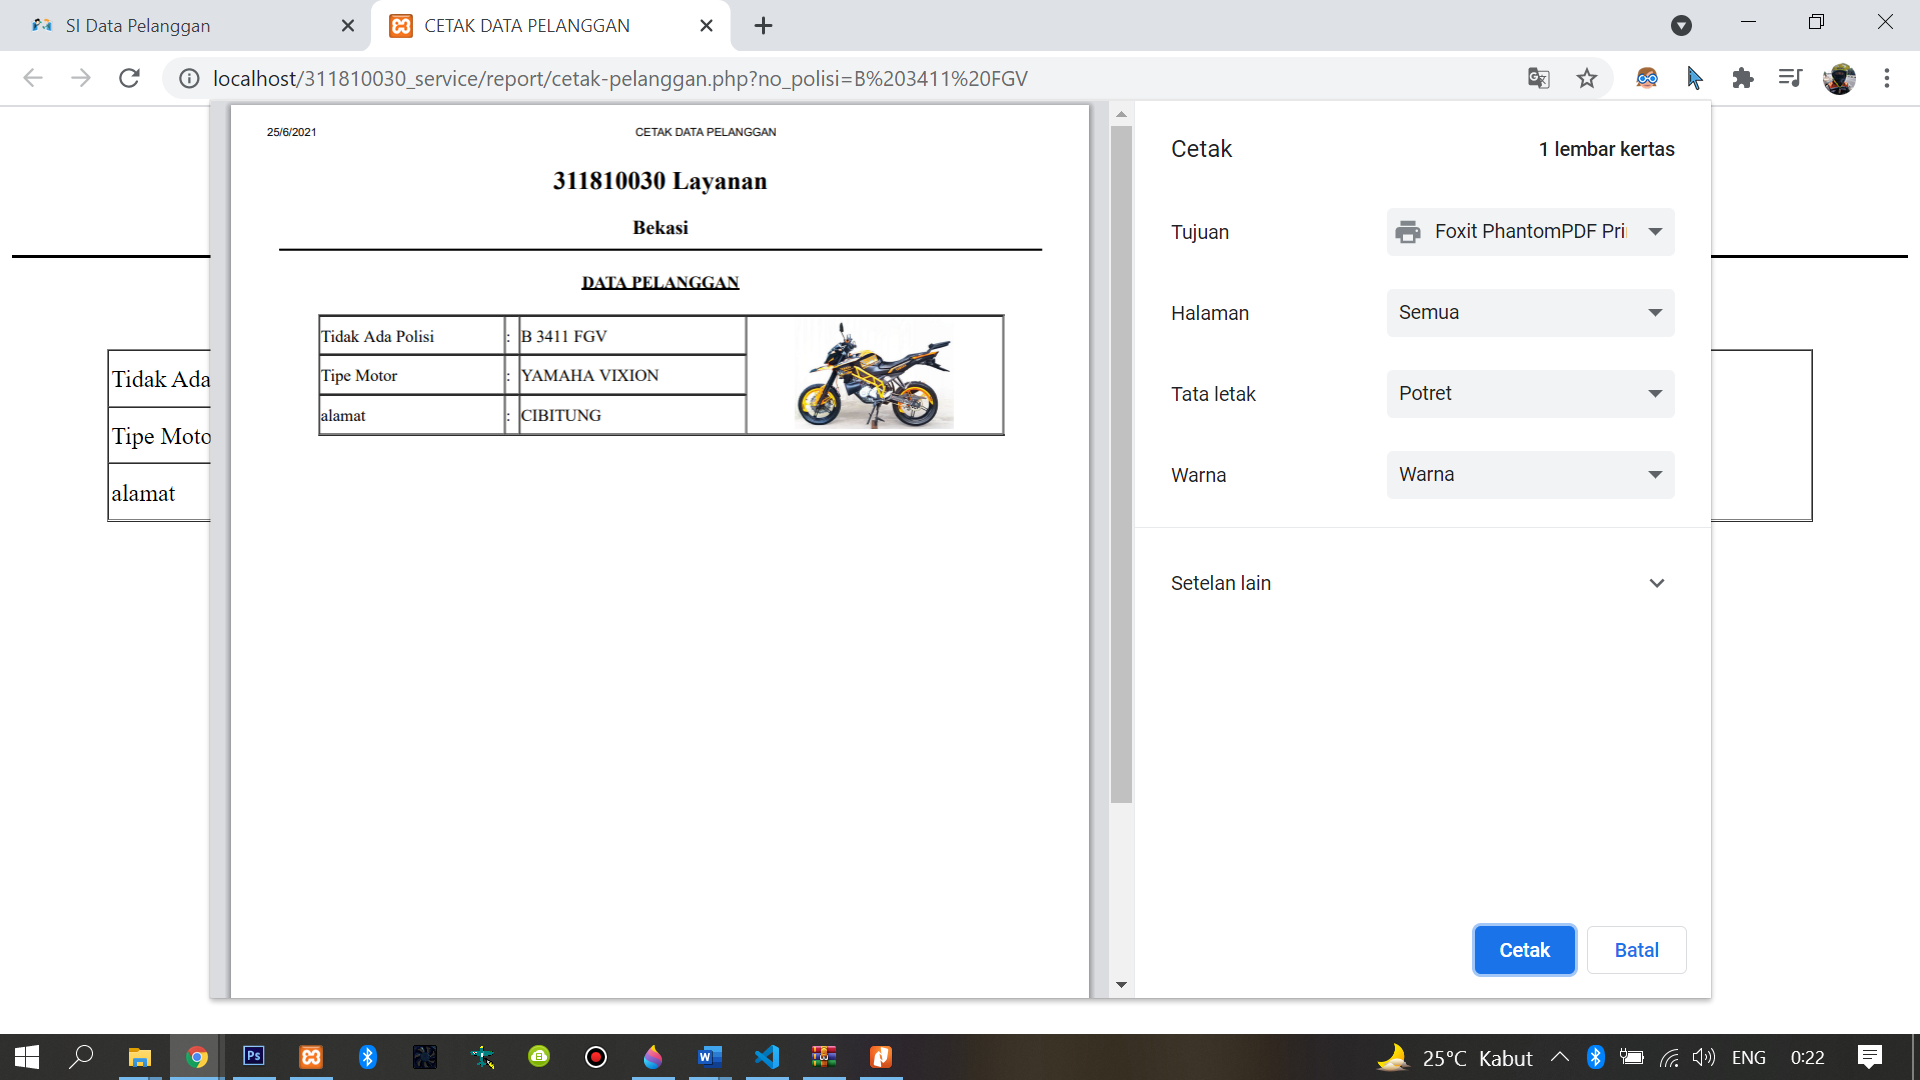 SI Data Pelanggan
CETAK DATA PELANGGAN
localhost/311810030_service/report/cetak-pelanggan.php?no_polisi=B%203411%20FGV
25/6/2021
CETAK DATA PELANGGAN
311810030 Layanan
Bekasi
DATA PELANGGAN
Tidak Ada Polisi : B 3411 FGV
Tipe Motor : YAMAHA VIXION
alamat : CIBITUNG
Tidak Ada
Tipe Moto
alamat
Cetak
1 lembar kertas
Tujuan
Foxit PhantomPDF Pri
Halaman
Semua
Tata letak
Potret
Warna
Warna
Setelan lain
Cetak
Batal
Ps
25°C Kabut
ENG
0:22